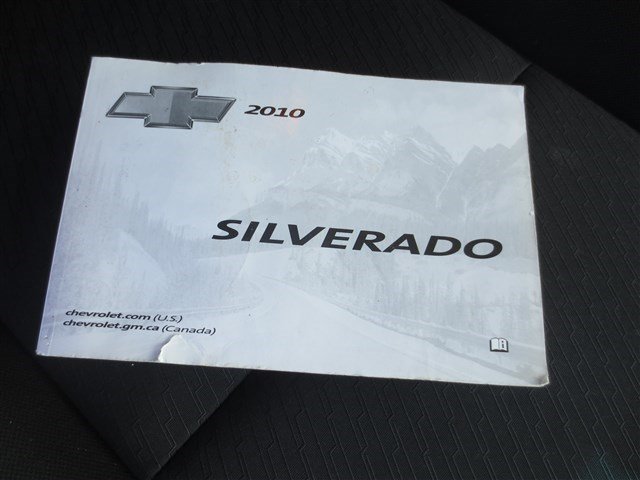 2010
SILVERADO
chevrolet.com (U.S.)
chevrolet.gm.ca (Canada)